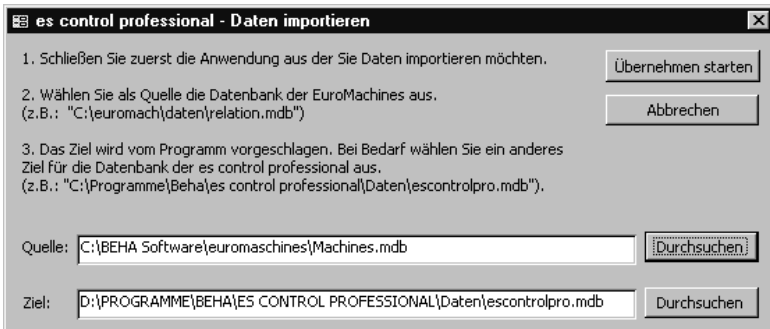 es control professional - Daten importieren
1. Schließen Sie zuerst die Anwendung aus der Sie Daten importieren möchten.
Übernehmen starten
2. Wählen Sie als Quelle die Datenbank der EuroMachines aus.
(z.B.: "C:\euromach\daten\relation.mdb")
Abbrechen
3. Das Ziel wird vom Programm vorgeschlagen. Bei Bedarf wählen Sie ein anderes
Ziel für die Datenbank der es control professional aus.
(z.B.: "C:\Programme\Beha\es control professional\Daten\escontrolpro.mdb").
Quelle: C:\BEHA Software\euromaschines\Machines.mdb Durchsuchen
Ziel: D:\PROGRAMME\BEHA\ES CONTROL PROFESSIONAL\Daten\escontrolpro.mdb Durchsuchen